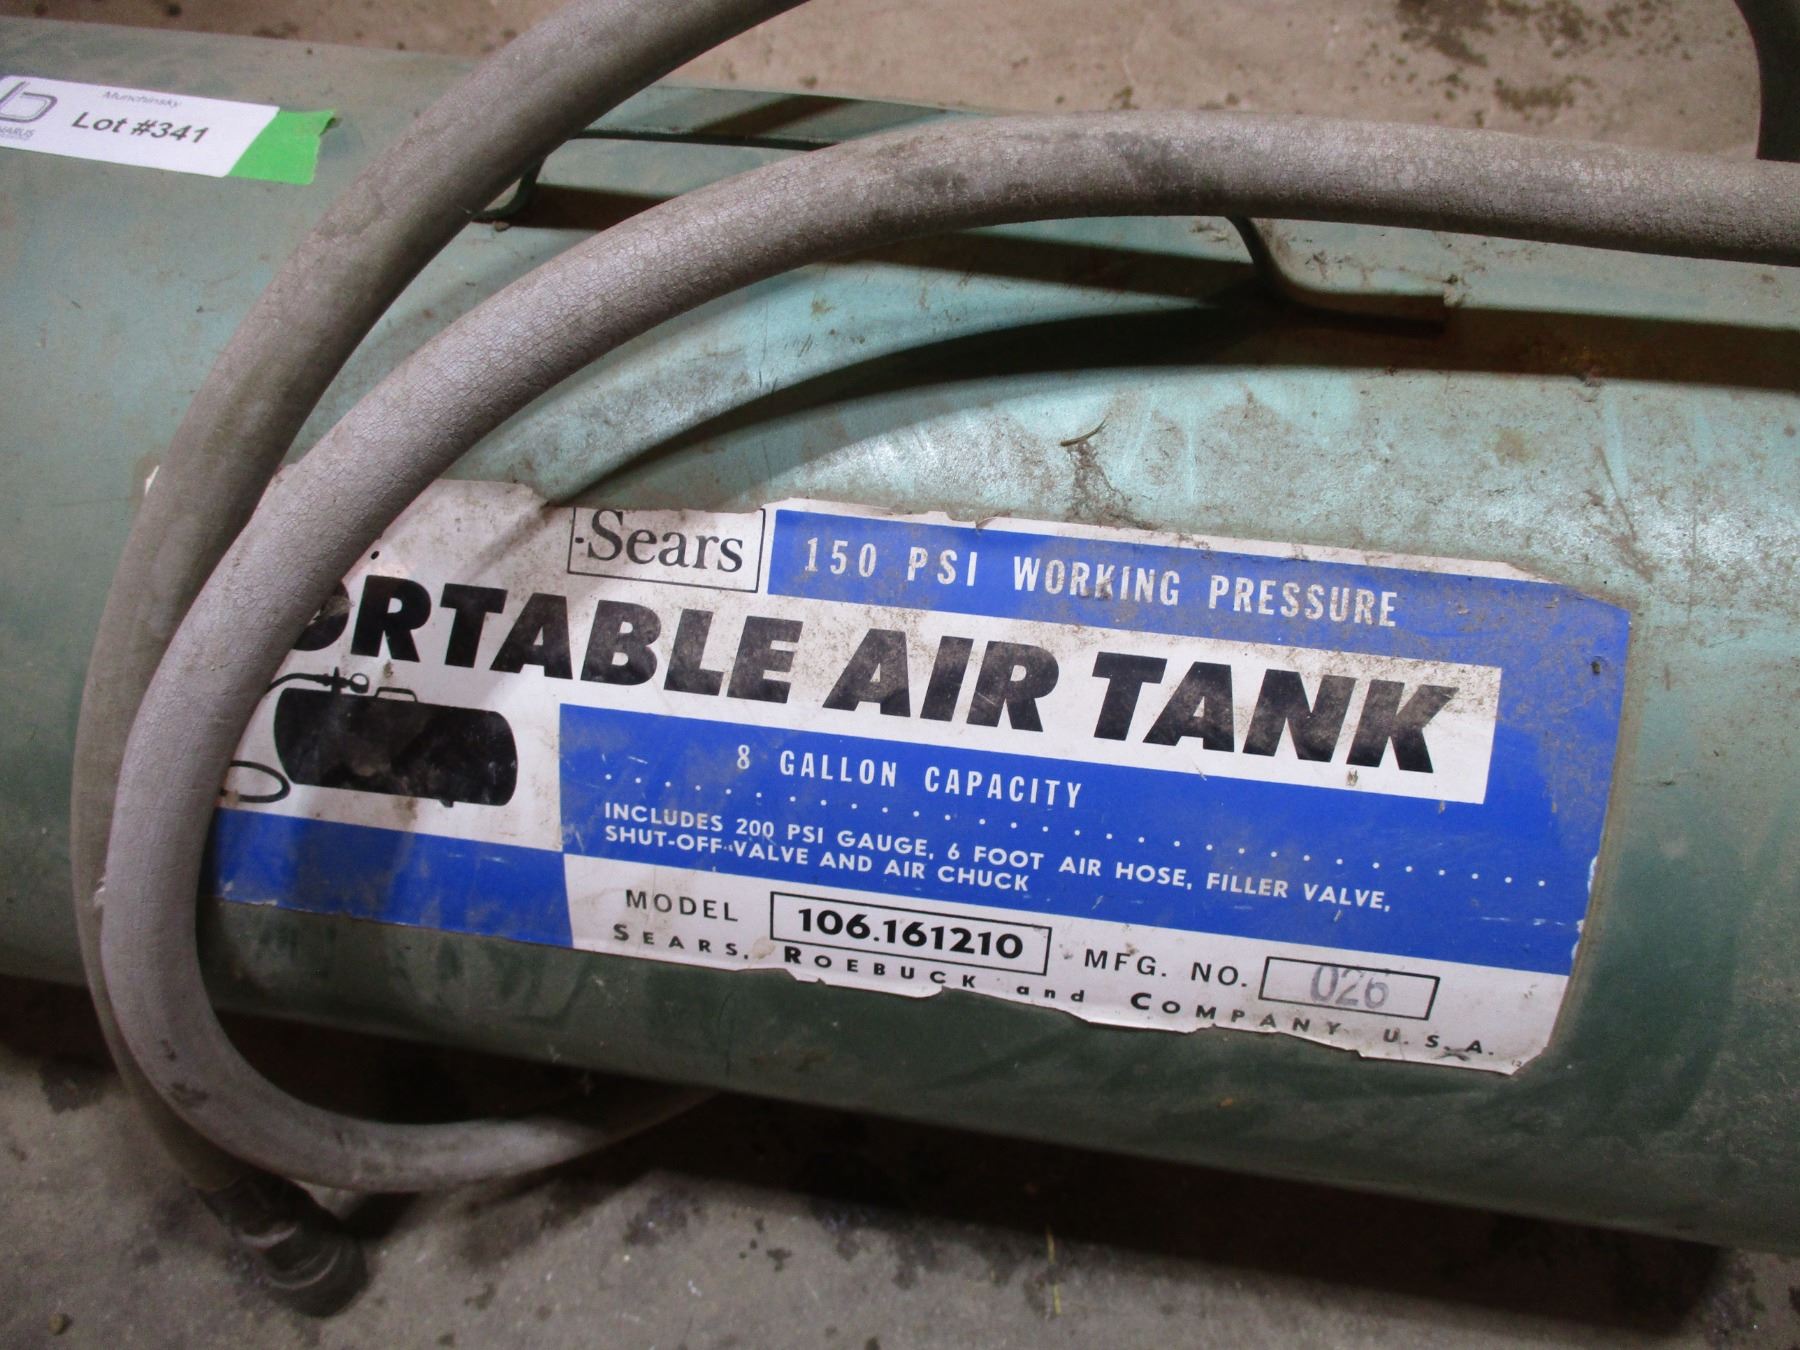 Munchinsky
Lot #341
Sears
150 PSI WORKING PRESSURE
ORTABLE AIR TANK
8 GALLON CAPACITY
INCLUDES 200 PSI GAUGE, 6 FOOT AIR HOSE, FILLER VALVE,
SHUT-OFF VALVE AND AIR CHUCK
MODEL 106.161210 MFG. NO. 026
SEARS, ROEBUCK and COMPANY U.S.A.